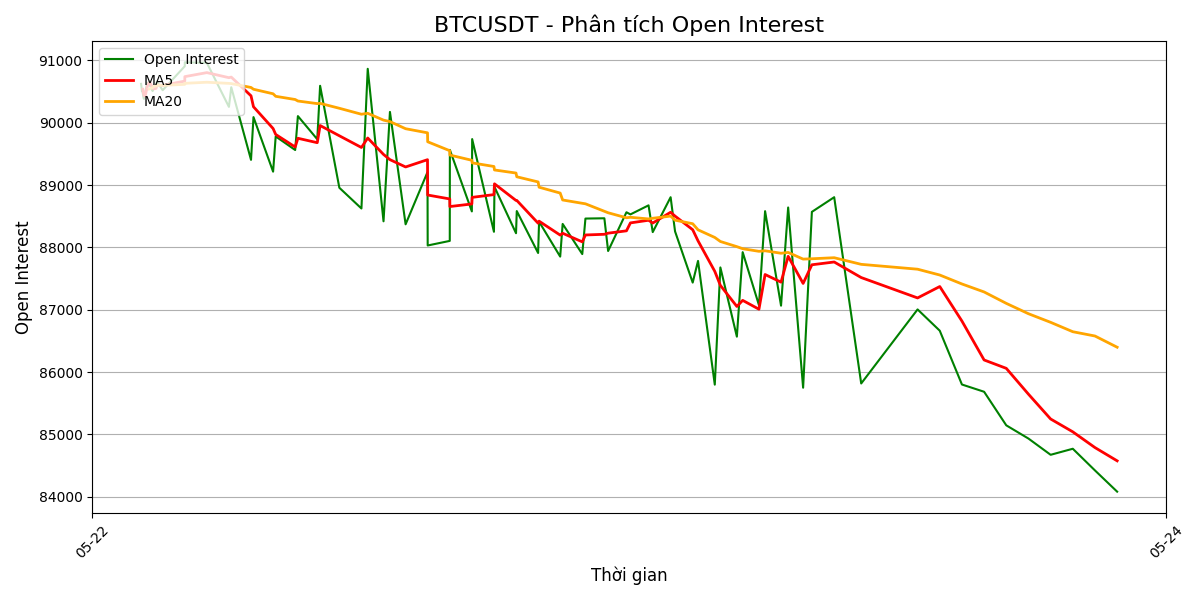 BTCUSDT - Phân tích Open Interest
Open Interest
MA5
MA20
91000
90000
89000
88000
87000
86000
85000
84000
Open Interest
05-22
05-24
Thời gian